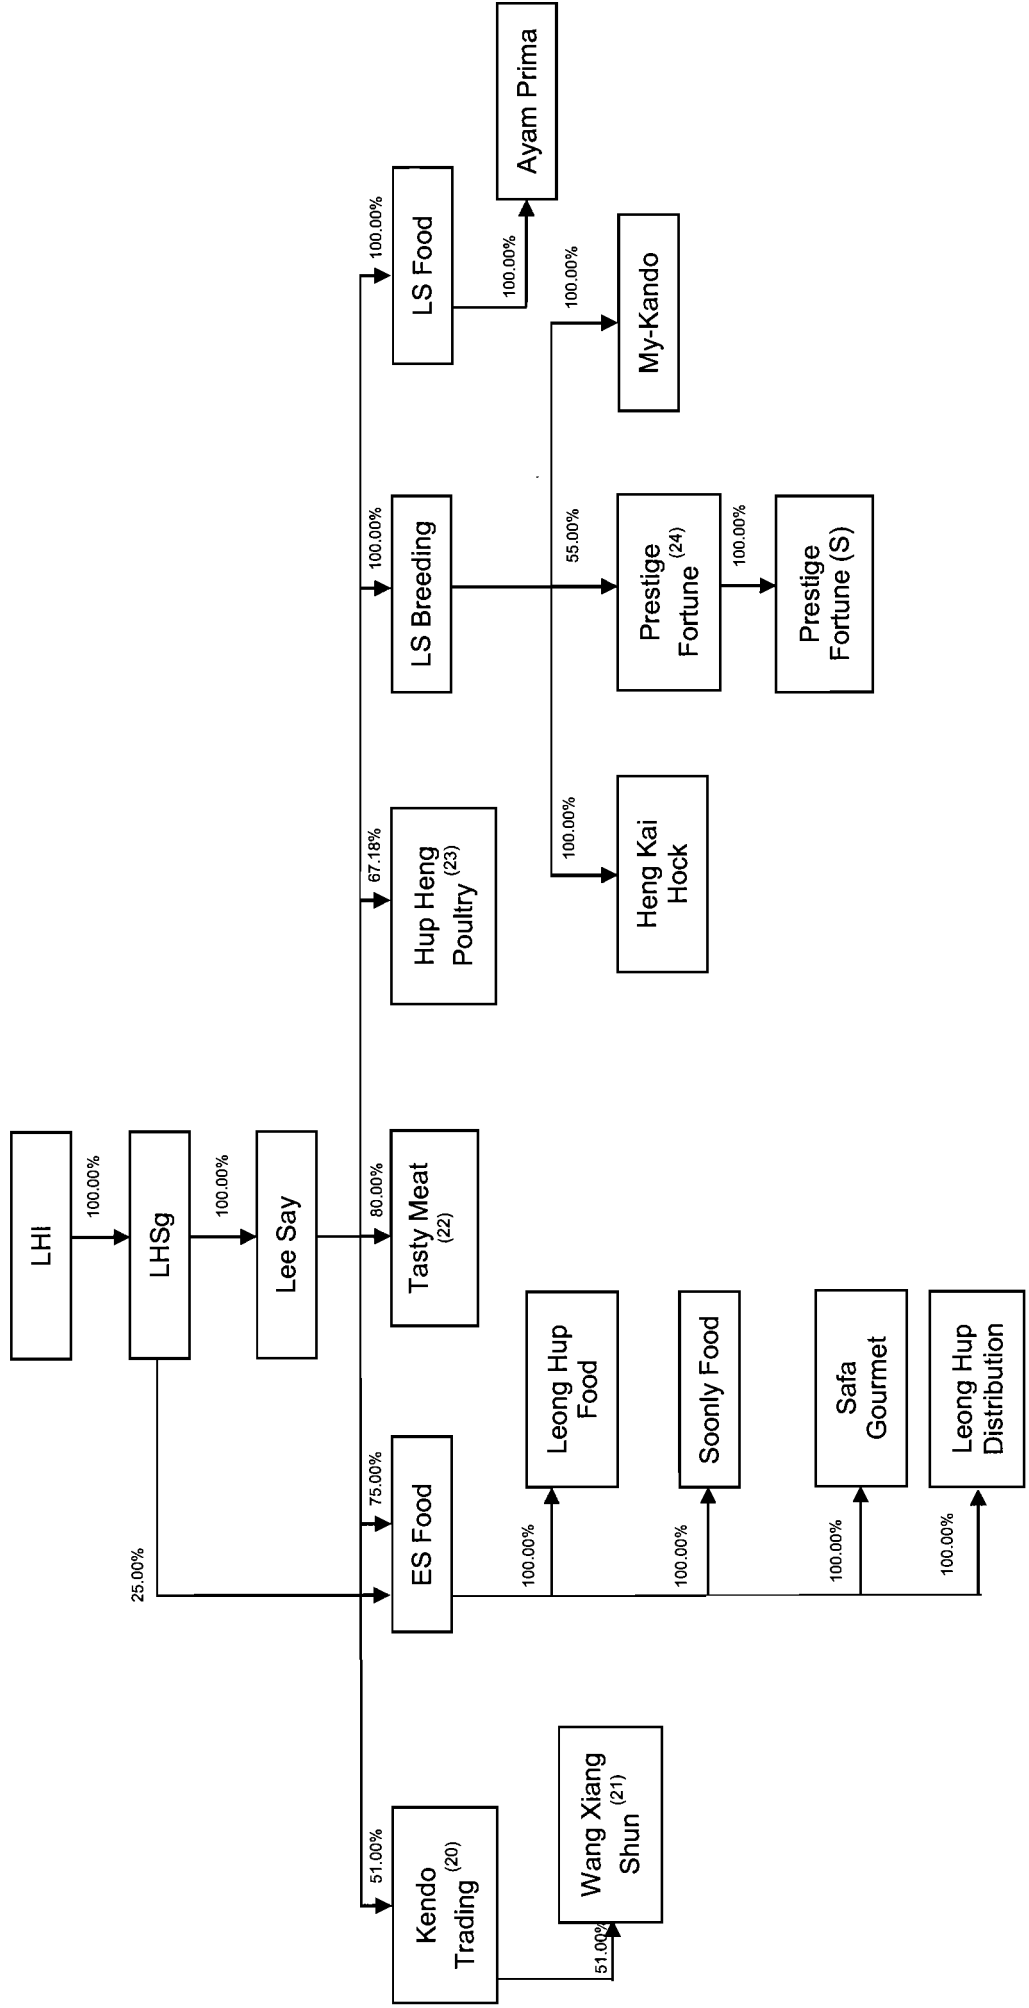 LHI
100.00%
LHSg
100.00%
25.00%
Lee Say
51.00%
75.00%
80.00%
67.18%
100.00%
100.00%
Kendo
Trading (20)
ES Food
Tasty Meat
(22)
Hup Heng
Poultry (23)
LS Breeding
LS Food
51.00%
Wang Xiang
Shun (21)
100.00%
Leong Hup
Food
100.00%
Soonly Food
100.00%
Safa
Gourmet
100.00%
Leong Hup
Distribution
100.00%
Heng Kai
Hock
55.00%
Prestige
Fortune (24)
100.00%
Prestige
Fortune (S)
100.00%
My-Kando
100.00%
Ayam Prima